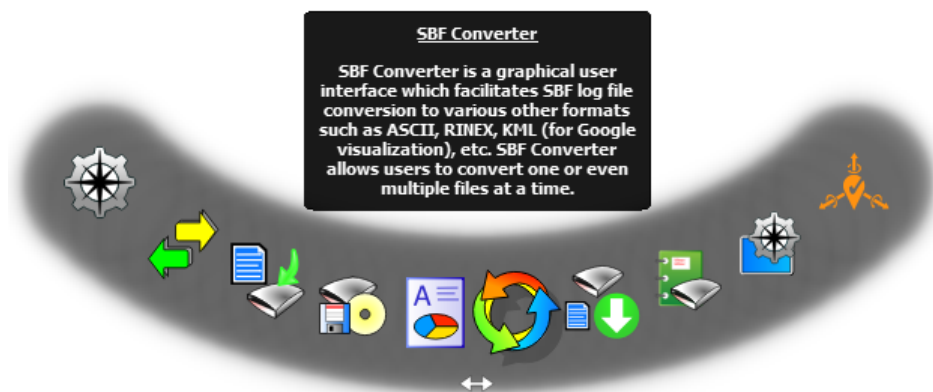 SBF Converter
SBF Converter is a graphical user
interface which facilitates SBF log file
conversion to various other formats
such as ASCII, RINEX, KML (for Google
visualization), etc. SBF Converter
allows users to convert one or even
multiple files at a time.
A